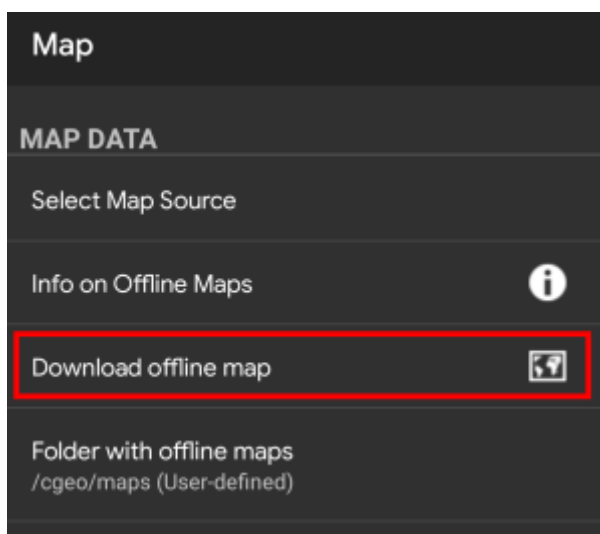 Map
MAP DATA
Select Map Source
Info on Offline Maps
Download offline map
Folder with offline maps
/cgeo/maps (User-defined)